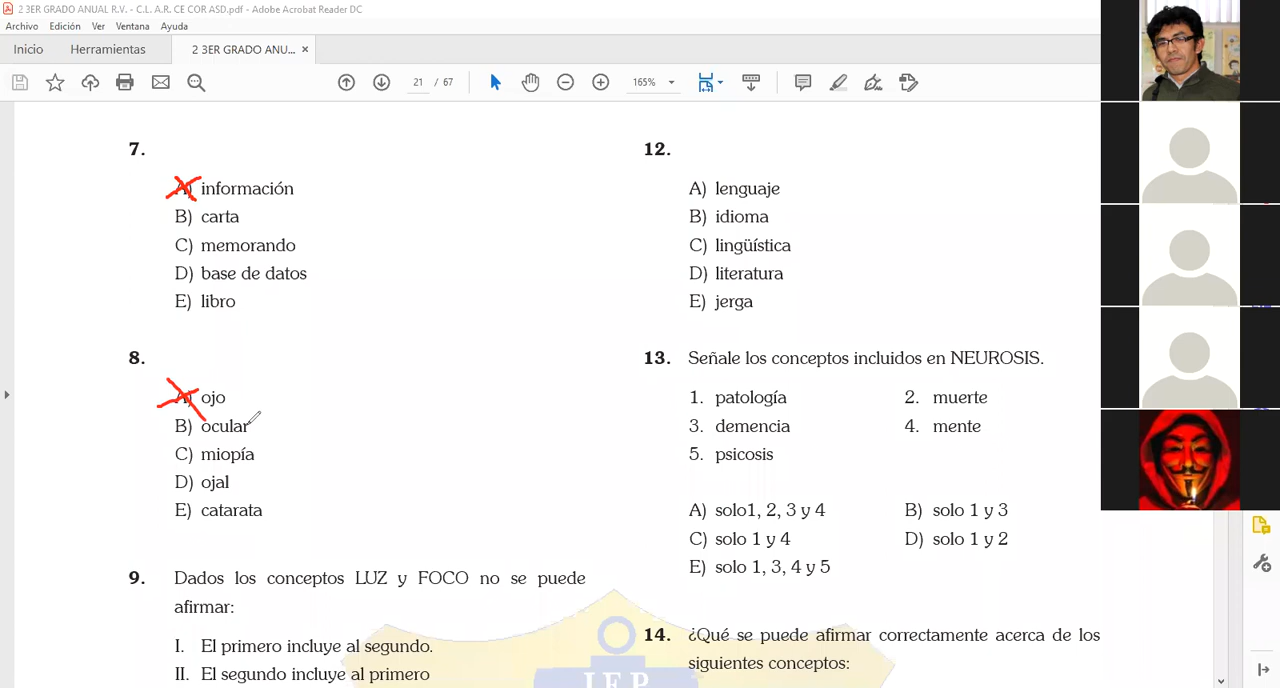 2 3ER GRADO ANUAL R.V. - C.L. A.R. CE COR ASD.pdf - Adobe Acrobat Reader DC
Archivo Edición Ver Ventana Ayuda
Inicio Herramientas 2 3ER GRADO ANU... ×
21 / 67 165%
7.
A) información
B) carta
C) memorando
D) base de datos
E) libro
8.
A) ojo
B) ocular
C) miopía
D) ojal
E) catarata
9. Dados los conceptos LUZ y FOCO no se puede
afirmar:
I. El primero incluye al segundo.
II. El segundo incluye al primero
I.E.P.
12.
A) lenguaje
B) idioma
C) lingüística
D) literatura
E) jerga
13. Señale los conceptos incluidos en NEUROSIS.
1. patología 2. muerte
3. demencia 4. mente
5. psicosis
A) solo1, 2, 3 y 4 B) solo 1 y 3
C) solo 1 y 4 D) solo 1 y 2
E) solo 1, 3, 4 y 5
14. ¿Qué se puede afirmar correctamente acerca de los
siguientes conceptos: